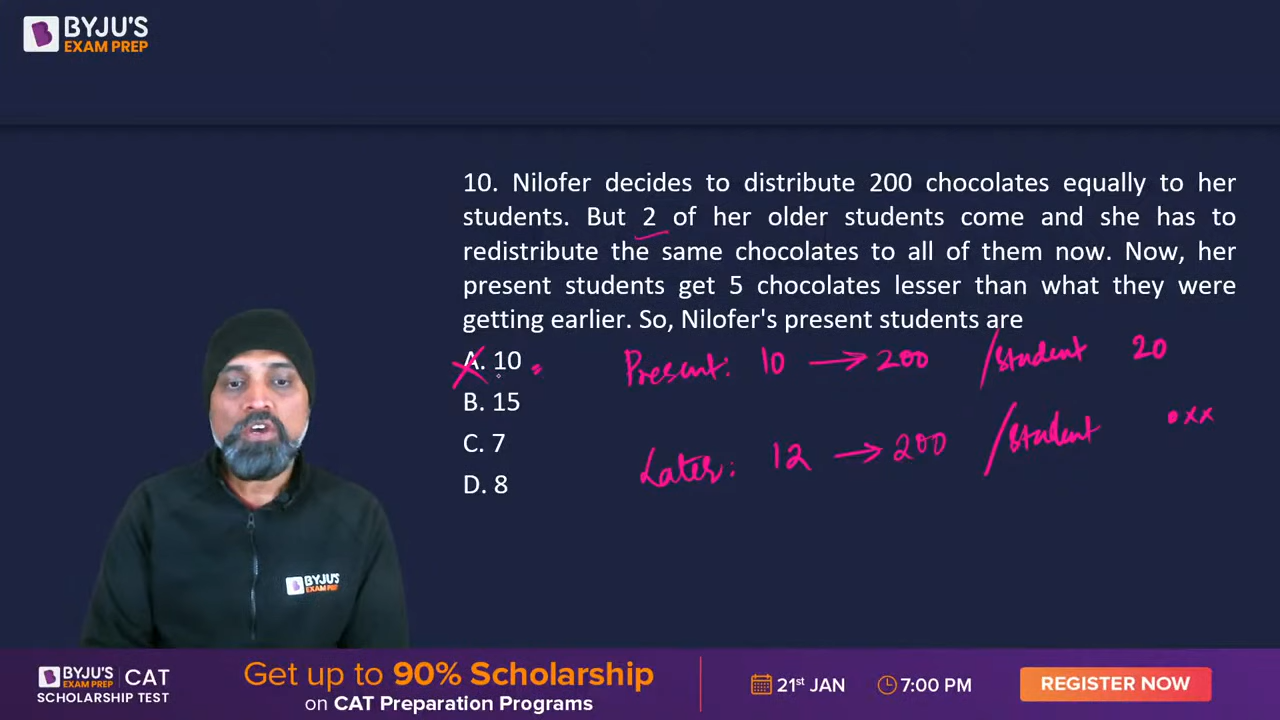 BYJU'S
EXAM PREP
10. Nilofer decides to distribute 200 chocolates equally to her
students. But 2 of her older students come and she has to
redistribute the same chocolates to all of them now. Now, her
present students get 5 chocolates lesser than what they were
getting earlier. So, Nilofer's present students are
A. 10
Present: 10 → 200 /student 20
B. 15
C. 7
Later: 12 → 200 /student •xx
D. 8
BYJU'S
EXAM PREP
BYJU'S
EXAM PREP
CAT
SCHOLARSHIP TEST
Get up to 90% Scholarship
on CAT Preparation Programs
21st JAN
7:00 PM
REGISTER NOW